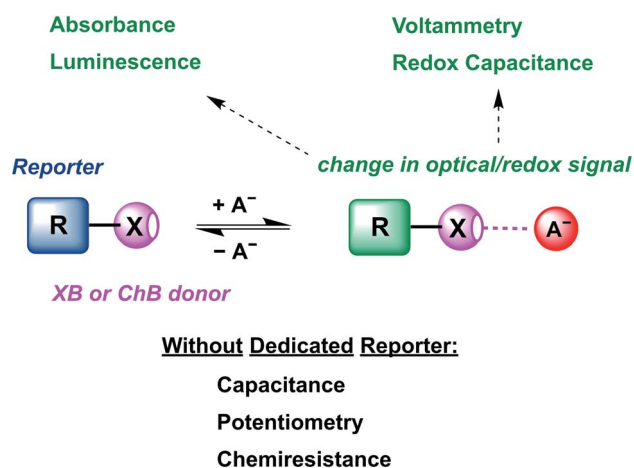 Absorbance
Luminescence
Voltammetry
Redox Capacitance
Reporter
change in optical/redox signal
R
X
+ A⁻
− A⁻
R
X
A⁻
XB or ChB donor
Without Dedicated Reporter:
Capacitance
Potentiometry
Chemiresistance